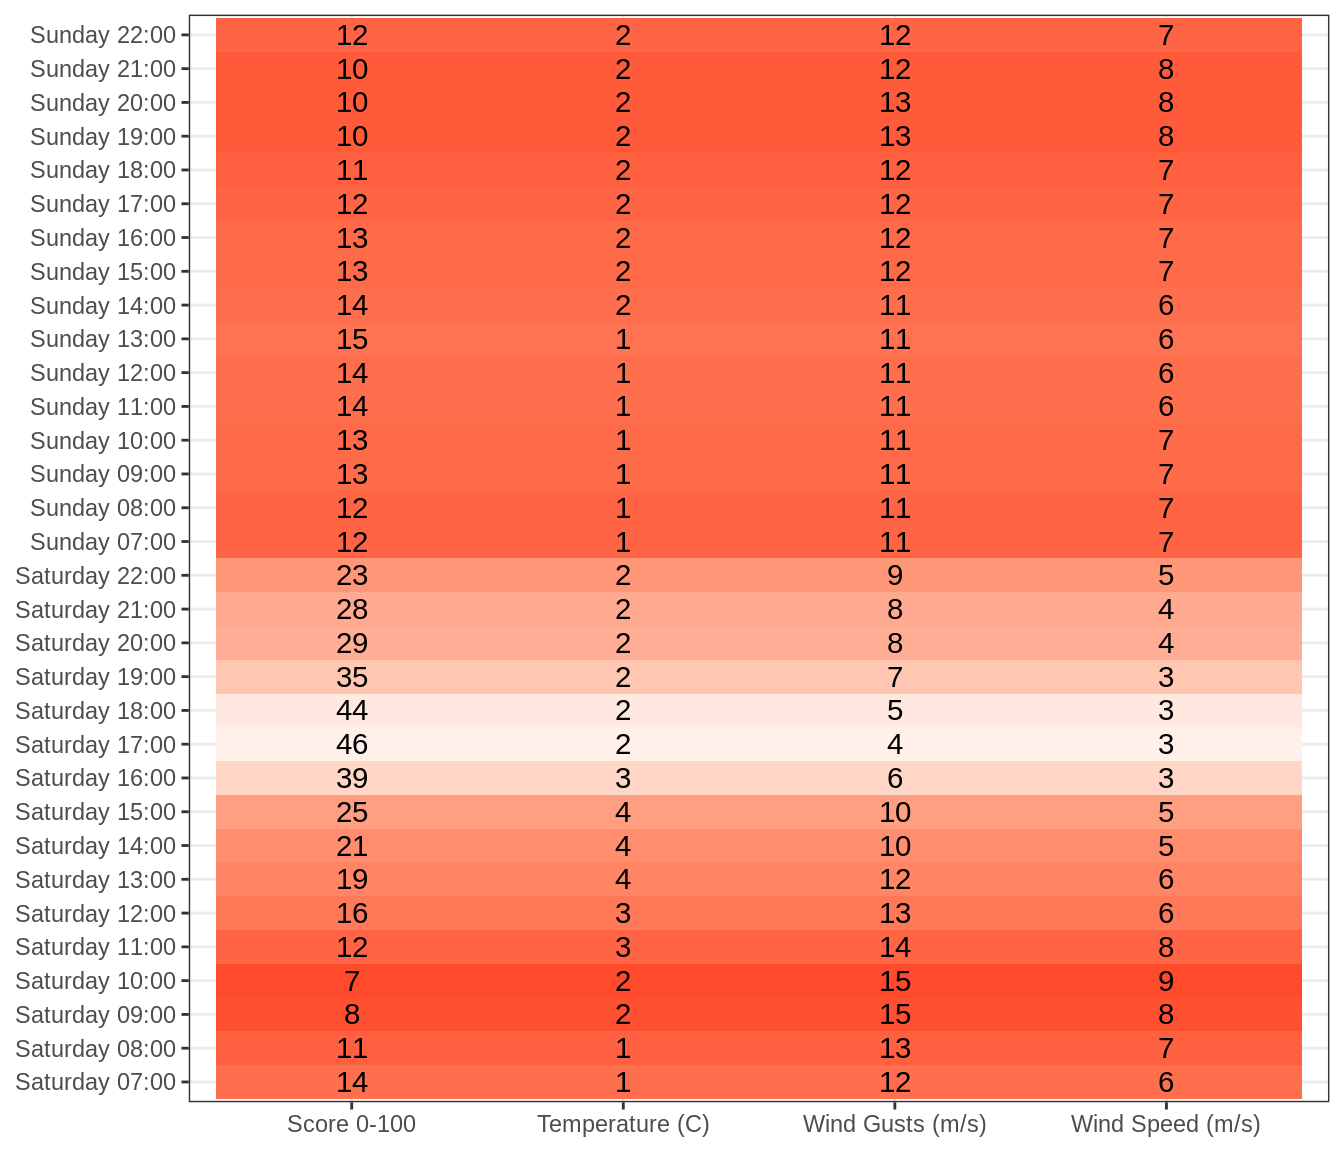 Sunday 22:00 12 2 12 7
Sunday 21:00 10 2 12 8
Sunday 20:00 10 2 13 8
Sunday 19:00 10 2 13 8
Sunday 18:00 11 2 12 7
Sunday 17:00 12 2 12 7
Sunday 16:00 13 2 12 7
Sunday 15:00 13 2 12 7
Sunday 14:00 14 2 11 6
Sunday 13:00 15 1 11 6
Sunday 12:00 14 1 11 6
Sunday 11:00 14 1 11 6
Sunday 10:00 13 1 11 7
Sunday 09:00 13 1 11 7
Sunday 08:00 12 1 11 7
Sunday 07:00 12 1 11 7
Saturday 22:00 23 2 9 5
Saturday 21:00 28 2 8 4
Saturday 20:00 29 2 8 4
Saturday 19:00 35 2 7 3
Saturday 18:00 44 2 5 3
Saturday 17:00 46 2 4 3
Saturday 16:00 39 3 6 3
Saturday 15:00 25 4 10 5
Saturday 14:00 21 4 10 5
Saturday 13:00 19 4 12 6
Saturday 12:00 16 3 13 6
Saturday 11:00 12 3 14 8
Saturday 10:00 7 2 15 9
Saturday 09:00 8 2 15 8
Saturday 08:00 11 1 13 7
Saturday 07:00 14 1 12 6
Score 0-100 Temperature (C) Wind Gusts (m/s) Wind Speed (m/s)